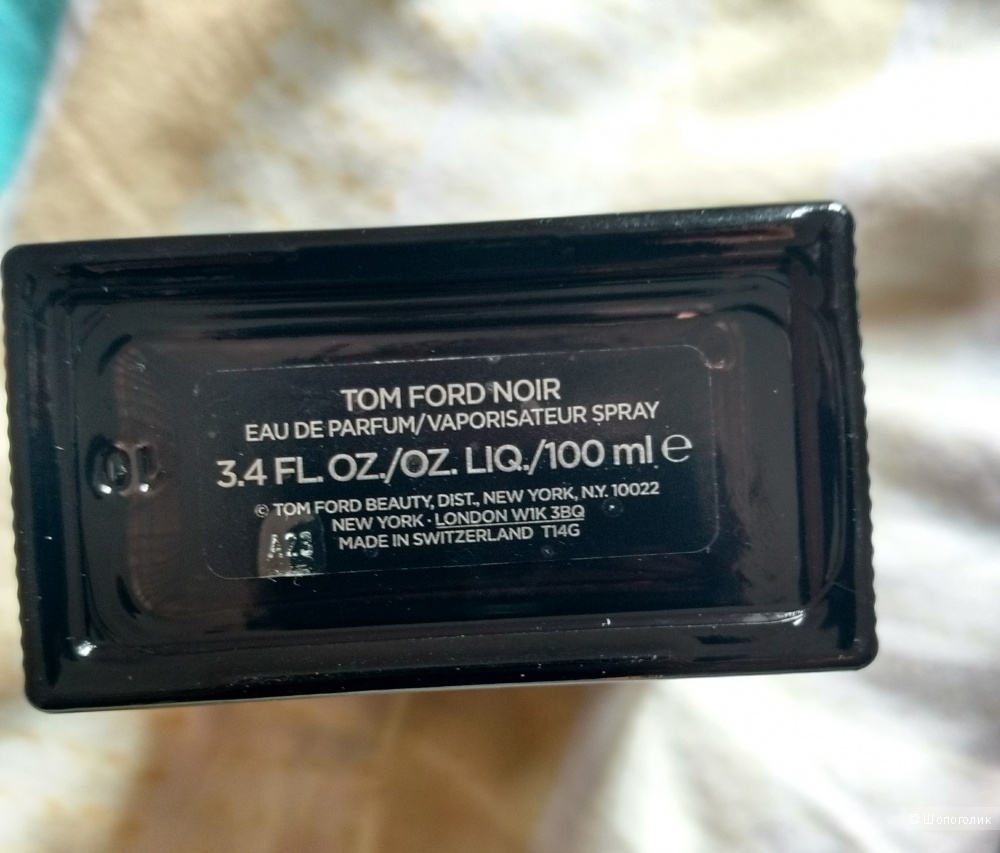 TOM FORD NOIR
EAU DE PARFUM/VAPORISATEUR SPRAY
3.4 FL. OZ./OZ. LIQ./100 ml ℮
© TOM FORD BEAUTY, DIST., NEW YORK, N.Y. 10022
NEW YORK · LONDON W1K 3BQ
MADE IN SWITZERLAND T14G
© Шопоголик